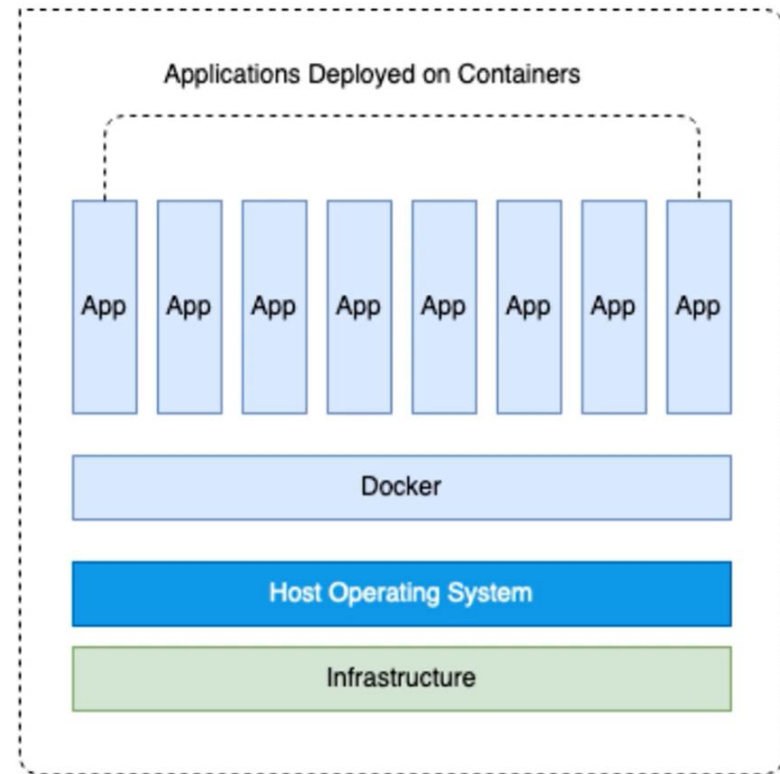 Applications Deployed on Containers
App App App App App App App App
Docker
Host Operating System
Infrastructure